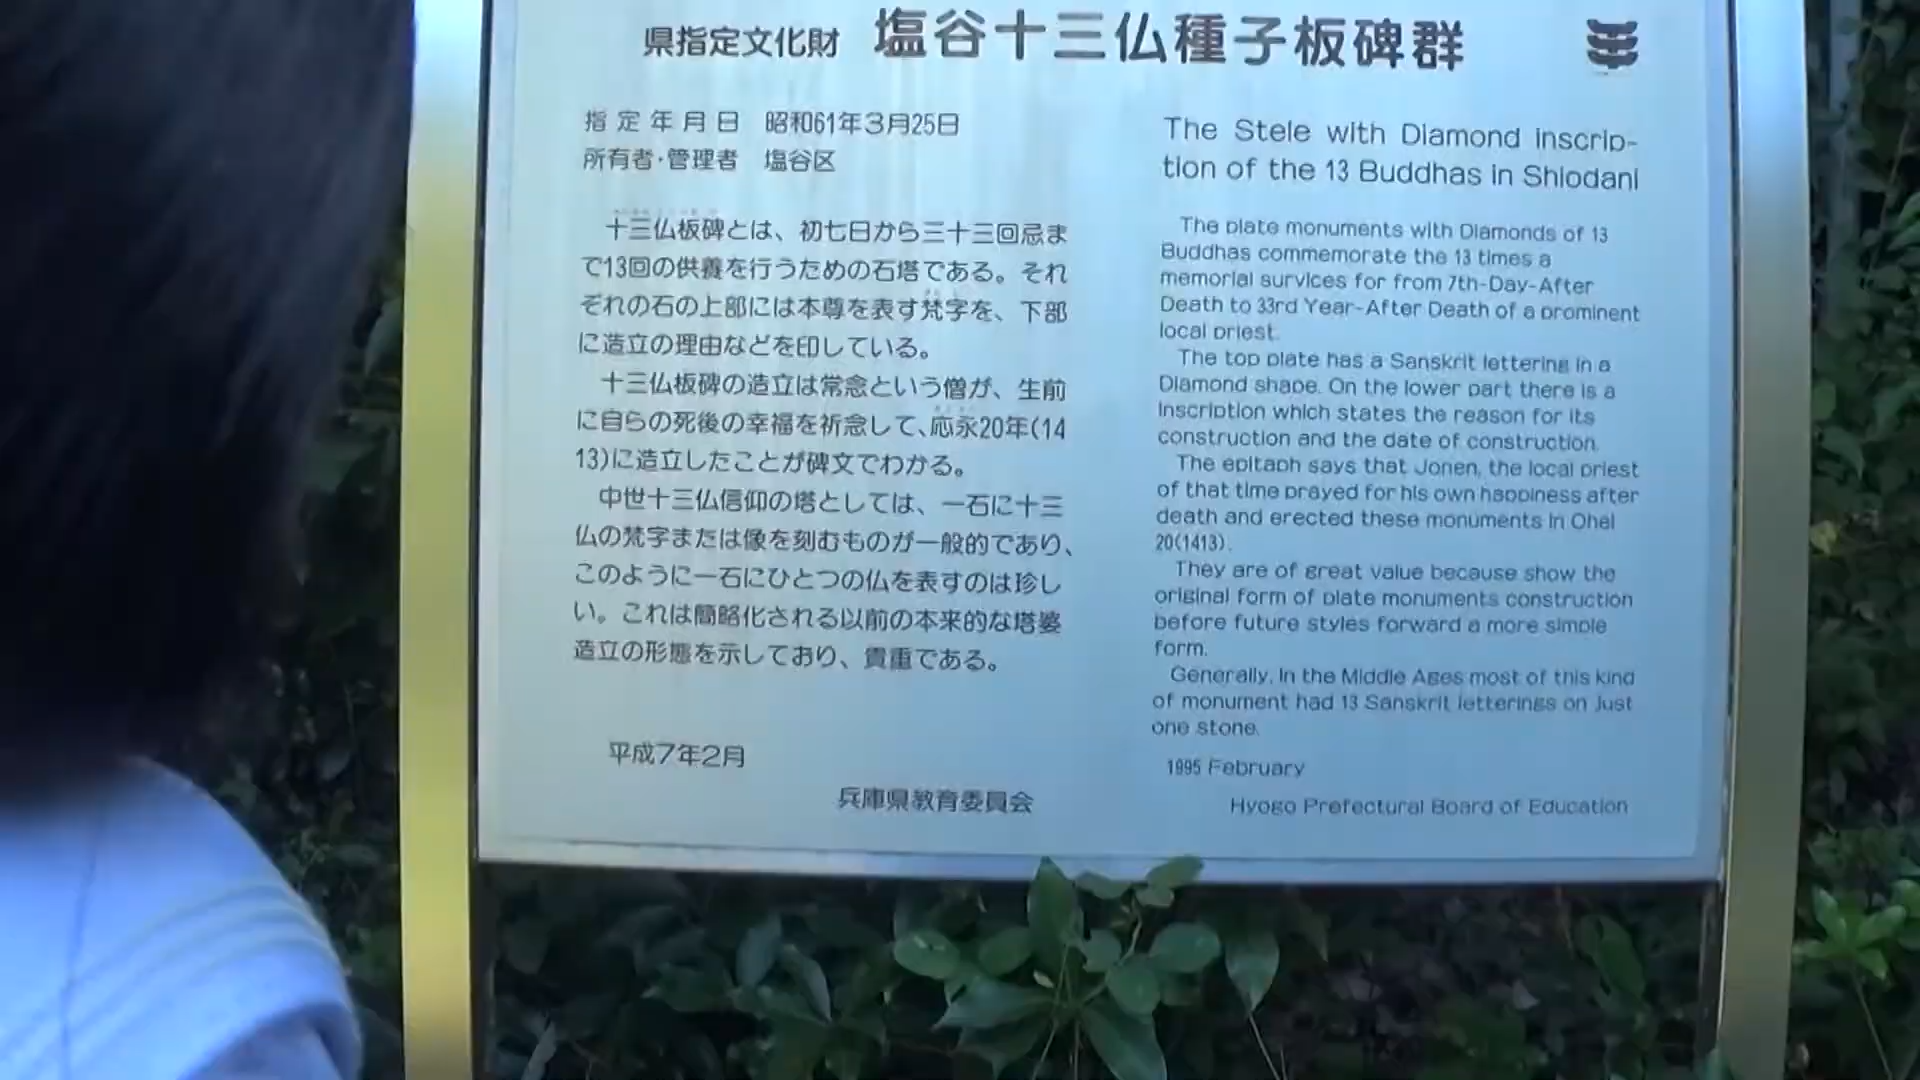 県指定文化財 塩谷十三仏種子板碑群
指定年月日 昭和61年3月25日
所有者・管理者 塩谷区
十三仏板碑とは、初七日から三十三回忌ま
で13回の供養を行うための石塔である。それ
ぞれの石の上部には本尊を表す梵字を、下部
に造立の理由などを印している。
十三仏板碑の造立は常念という僧が、生前
に自らの死後の幸福を祈念して、応永20年(14
13)に造立したことが碑文でわかる。
中世十三仏信仰の塔としては、一石に十三
仏の梵字または像を刻むものが一般的であり、
このように一石にひとつの仏を表すのは珍し
い。これは簡略化される以前の本来的な塔婆
造立の形態を示しており、貴重である。
平成7年2月
兵庫県教育委員会
The Stele with Diamond inscrip-
tion of the 13 Buddhas in Shiodani
The plate monuments with Diamonds of 13
Buddhas commemorate the 13 times a
memorial survices for from 7th-Day-After
Death to 33rd Year-After Death of a prominent
local priest.
The top plate has a Sanskrit lettering in a
Diamond shape. On the lower part there is a
inscription which states the reason for its
construction and the date of construction.
The epitaph says that Jonen, the local priest
of that time prayed for his own happiness after
death and erected these monuments in Ohei
20(1413).
They are of great value because show the
original form of plate monuments construction
before future styles forward a more simple
form.
Generally, in the Middle Ages most of this kind
of monument had 13 Sanskrit letterings on just
one stone.
1995 February
Hyogo Prefectural Board of Education